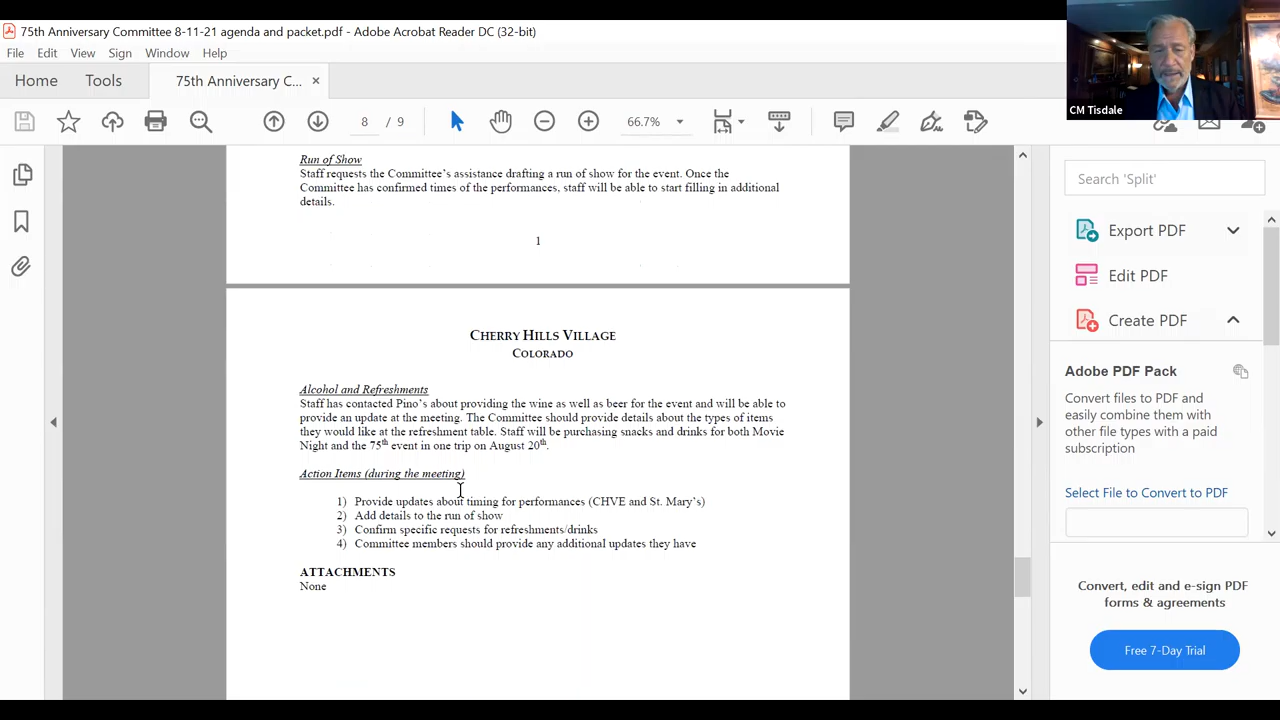 75th Anniversary Committee 8-11-21 agenda and packet.pdf - Adobe Acrobat Reader DC (32-bit)
File Edit View Sign Window Help
Home Tools 75th Anniversary C... ×
8 / 9 66.7%
CM Tisdale
Run of Show
Staff requests the Committee's assistance drafting a run of show for the event. Once the
Committee has confirmed times of the performances, staff will be able to start filling in additional
details.
1
CHERRY HILLS VILLAGE
COLORADO
Alcohol and Refreshments
Staff has contacted Pino's about providing the wine as well as beer for the event and will be able to
provide an update at the meeting. The Committee should provide details about the types of items
they would like at the refreshment table. Staff will be purchasing snacks and drinks for both Movie
Night and the 75th event in one trip on August 20th.
Action Items (during the meeting)
1) Provide updates about timing for performances (CHVE and St. Mary's)
2) Add details to the run of show
3) Confirm specific requests for refreshments/drinks
4) Committee members should provide any additional updates they have
ATTACHMENTS
None
Search 'Split'
Export PDF
Edit PDF
Create PDF
Adobe PDF Pack
Convert files to PDF and
easily combine them with
other file types with a paid
subscription
Select File to Convert to PDF
Convert, edit and e-sign PDF
forms & agreements
Free 7-Day Trial